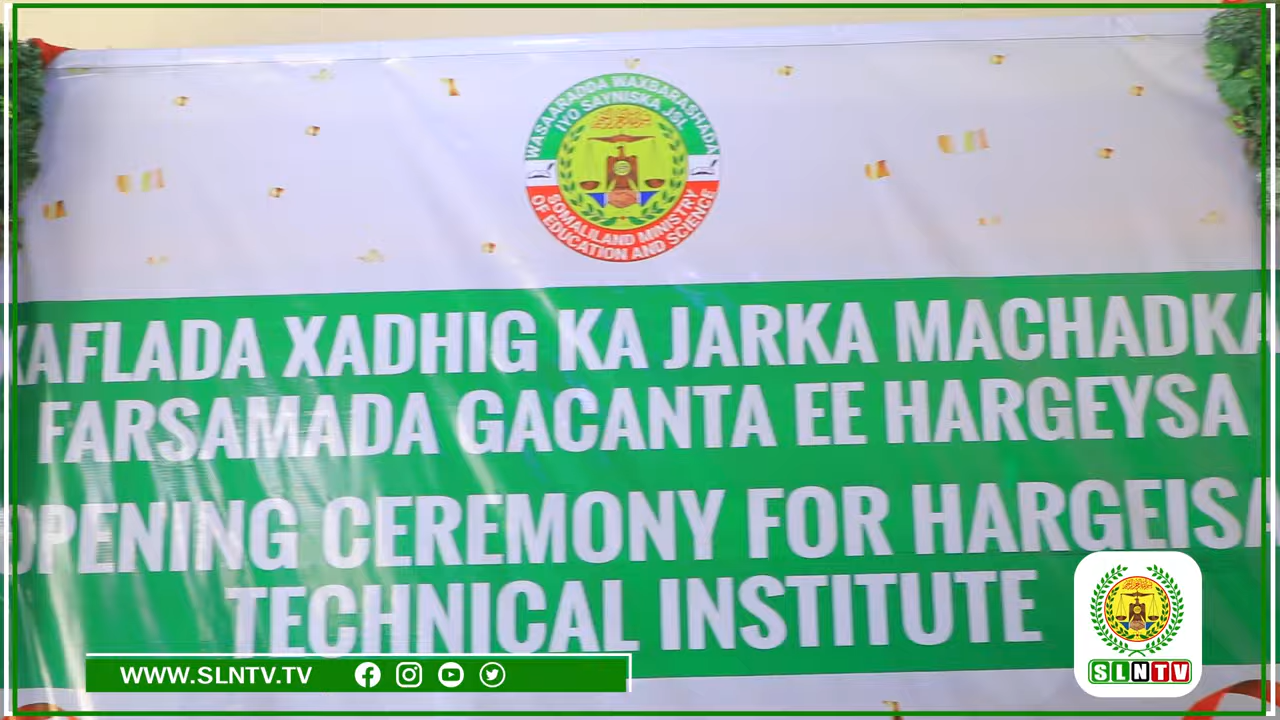 WASAARADDA WAXBARASHADA
IYO SAYNISKA JSL
SOMALILAND MINISTRY
OF EDUCATION AND SCIENCE
XAFLADA XADHIG KA JARKA MACHADKA
FARSAMADA GACANTA EE HARGEYSA
OPENING CEREMONY FOR HARGEISA
TECHNICAL INSTITUTE
WWW.SLNTV.TV
SLNTV